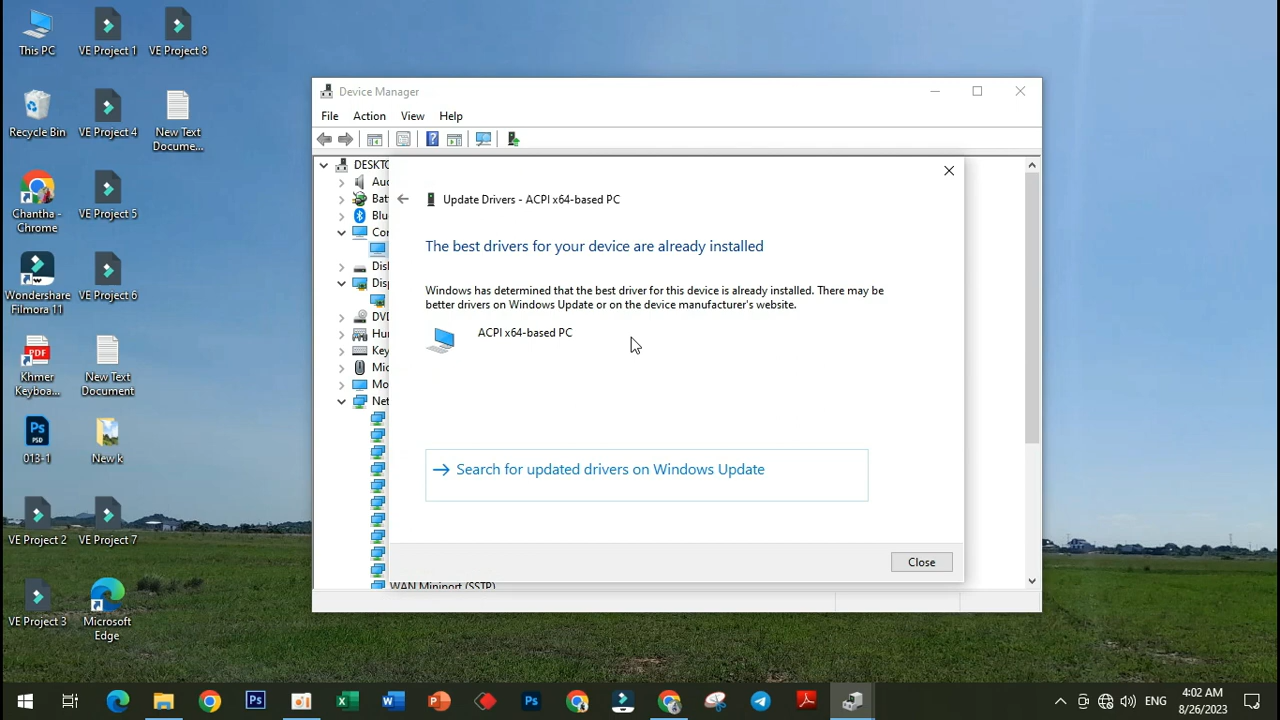 This PC
VE Project 1
VE Project 8
Recycle Bin
VE Project 4
New Text
Docume...
Chantha -
Chrome
VE Project 5
Wondershare
Filmora 11
VE Project 6
Khmer
Keyboa...
New Text
Document
013-1
New k
VE Project 2
VE Project 7
VE Project 3
Microsoft
Edge
Device Manager
File Action View Help
DESKTO
Auc
Bat
Blu
Cor
Disl
Disp
DVD
Hur
Key
Mic
Mo
Net
WAN Miniport (SSTP)
Update Drivers - ACPI x64-based PC
The best drivers for your device are already installed
Windows has determined that the best driver for this device is already installed. There may be
better drivers on Windows Update or on the device manufacturer's website.
ACPI x64-based PC
Search for updated drivers on Windows Update
Close
ENG
4:02 AM
8/26/2023